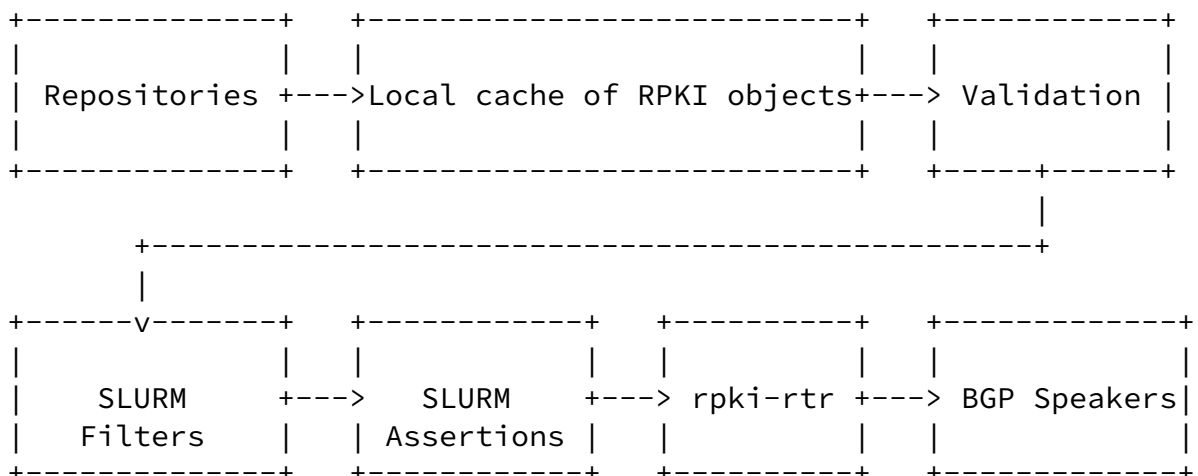 Repositories Local cache of RPKI objects Validation
SLURM SLURM rpki-rtr BGP Speakers
Filters Assertions